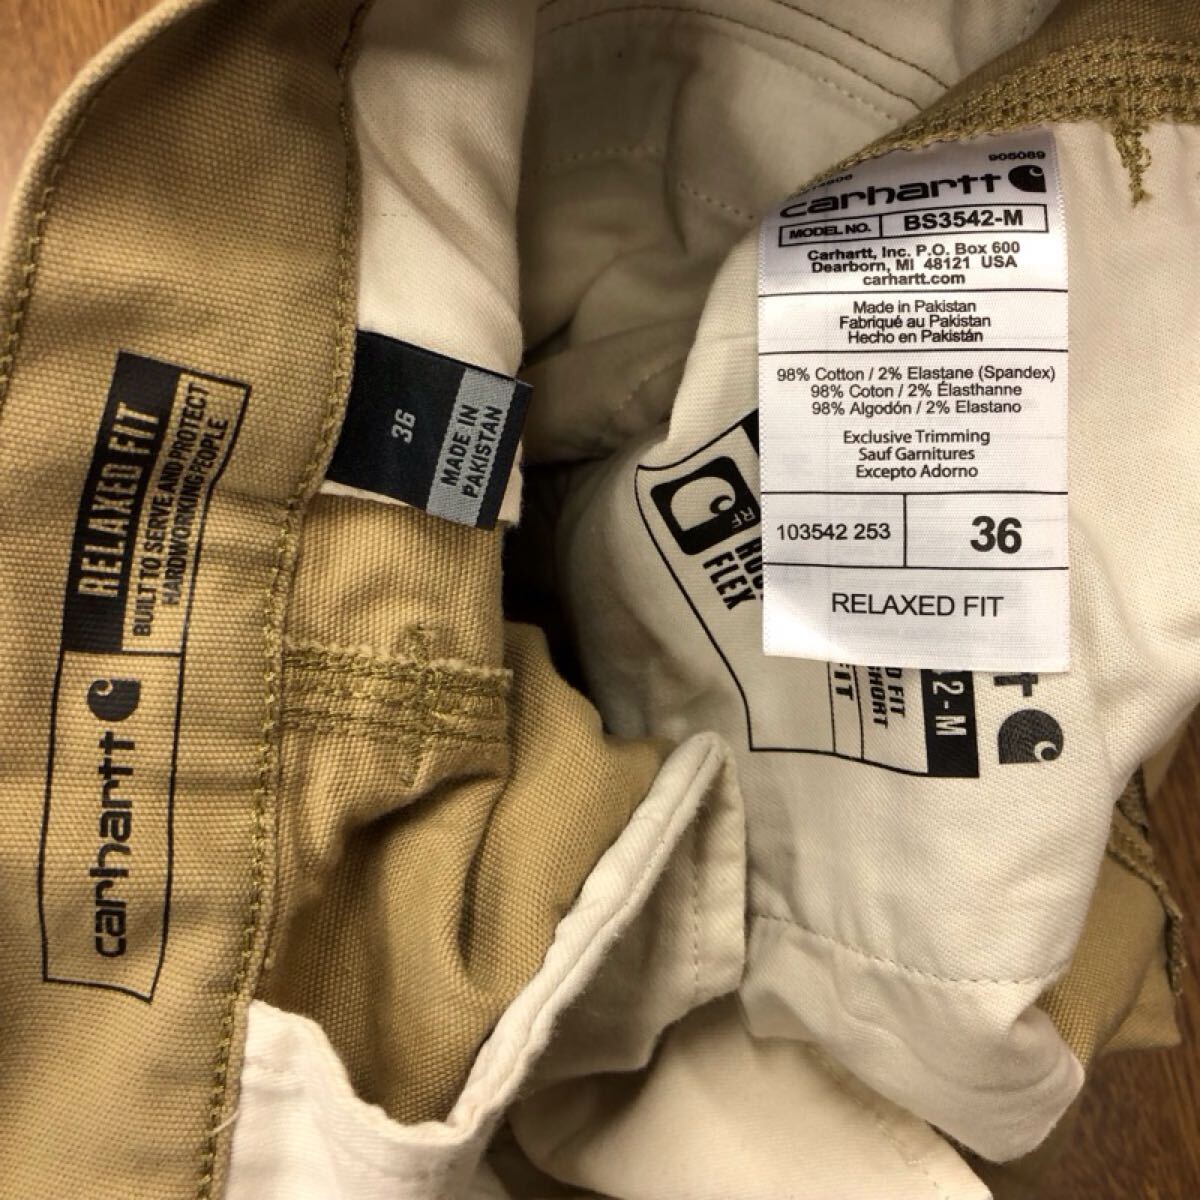 RELAXED FIT
BUILT TO SERVE AND PROTECT
HARDWORKING PEOPLE
carhartt
36
MADE IN
PAKISTAN
905089
carhartt
MODEL NO. BS3542-M
Carhartt, Inc. P.O. Box 600
Dearborn, MI 48121 USA
carhartt.com
Made in Pakistan
Fabriqué au Pakistan
Hecho en Pakistán
98% Cotton / 2% Elastane (Spandex)
98% Coton / 2% Élasthanne
98% Algodón / 2% Elastano
Exclusive Trimming
Sauf Garnitures
Excepto Adorno
103542 253 36
RELAXED FIT
RF
FLEX
FIT
SHORT
2-M